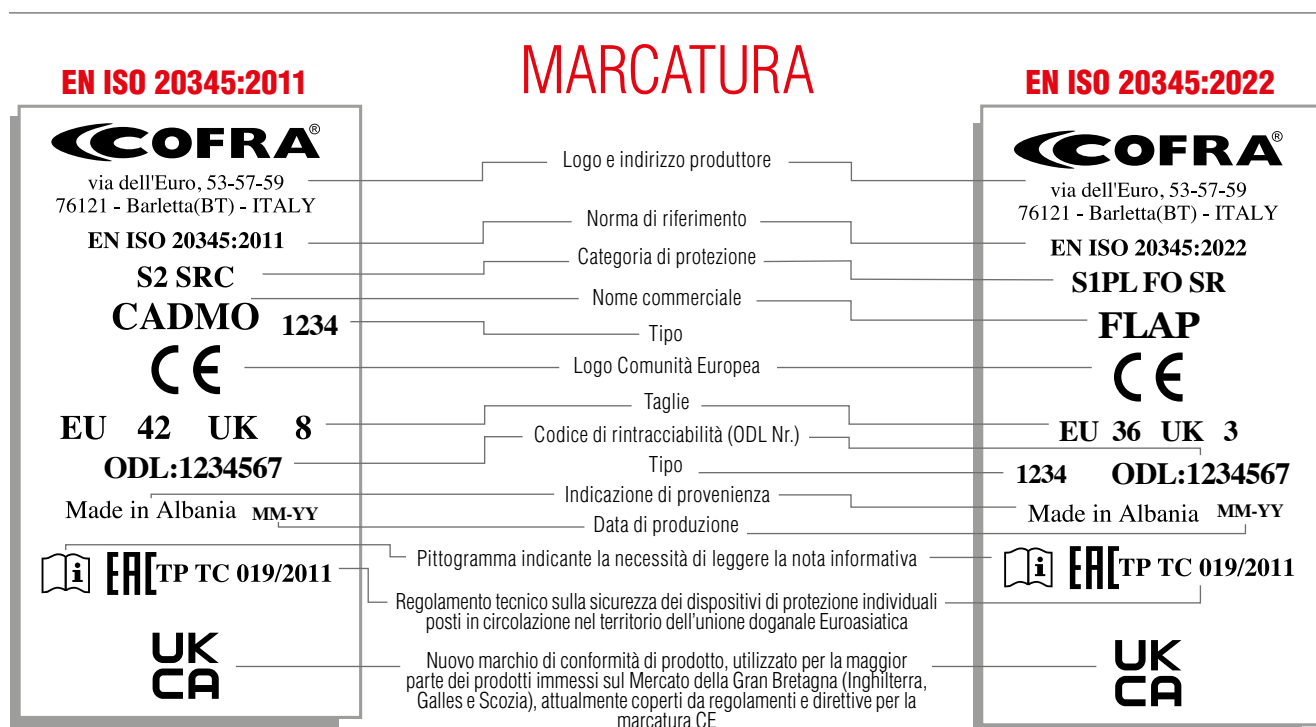 MARCATURA
EN ISO 20345:2011
COFRA®
via dell'Euro, 53-57-59
76121 - Barletta(BT) - ITALY
EN ISO 20345:2011
S2 SRC
CADMO 1234
CE
EU 42 UK 8
ODL:1234567
Made in Albania MM-YY
i EAC TP TC 019/2011
UK
CA
Logo e indirizzo produttore
Norma di riferimento
Categoria di protezione
Nome commerciale
Tipo
Logo Comunità Europea
Taglie
Codice di rintracciabilità (ODL Nr.)
Tipo
Indicazione di provenienza
Data di produzione
Pittogramma indicante la necessità di leggere la nota informativa
Regolamento tecnico sulla sicurezza dei dispositivi di protezione individuali
posti in circolazione nel territorio dell'unione doganale Euroasiatica
Nuovo marchio di conformità di prodotto, utilizzato per la maggior
parte dei prodotti immessi sul Mercato della Gran Bretagna (Inghilterra,
Galles e Scozia), attualmente coperti da regolamenti e direttive per la
marcatura CE
EN ISO 20345:2022
COFRA®
via dell'Euro, 53-57-59
76121 - Barletta(BT) - ITALY
EN ISO 20345:2022
S1PL FO SR
FLAP
CE
EU 36 UK 3
1234 ODL:1234567
Made in Albania MM-YY
i EAC TP TC 019/2011
UK
CA